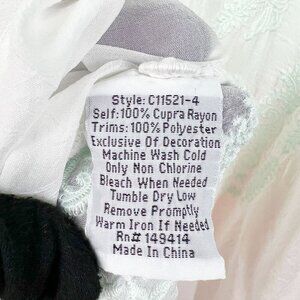 Style: C11521-4
Self:100% Cupra Rayon
Trims:100% Polyester
Exclusive Of Decoration
Machine Wash Cold
Only Non Chlorine
Bleach When Needed
Tumble Dry Low
Remove Promptly
Warm Iron If Needed
Rn# 149414
Made In China